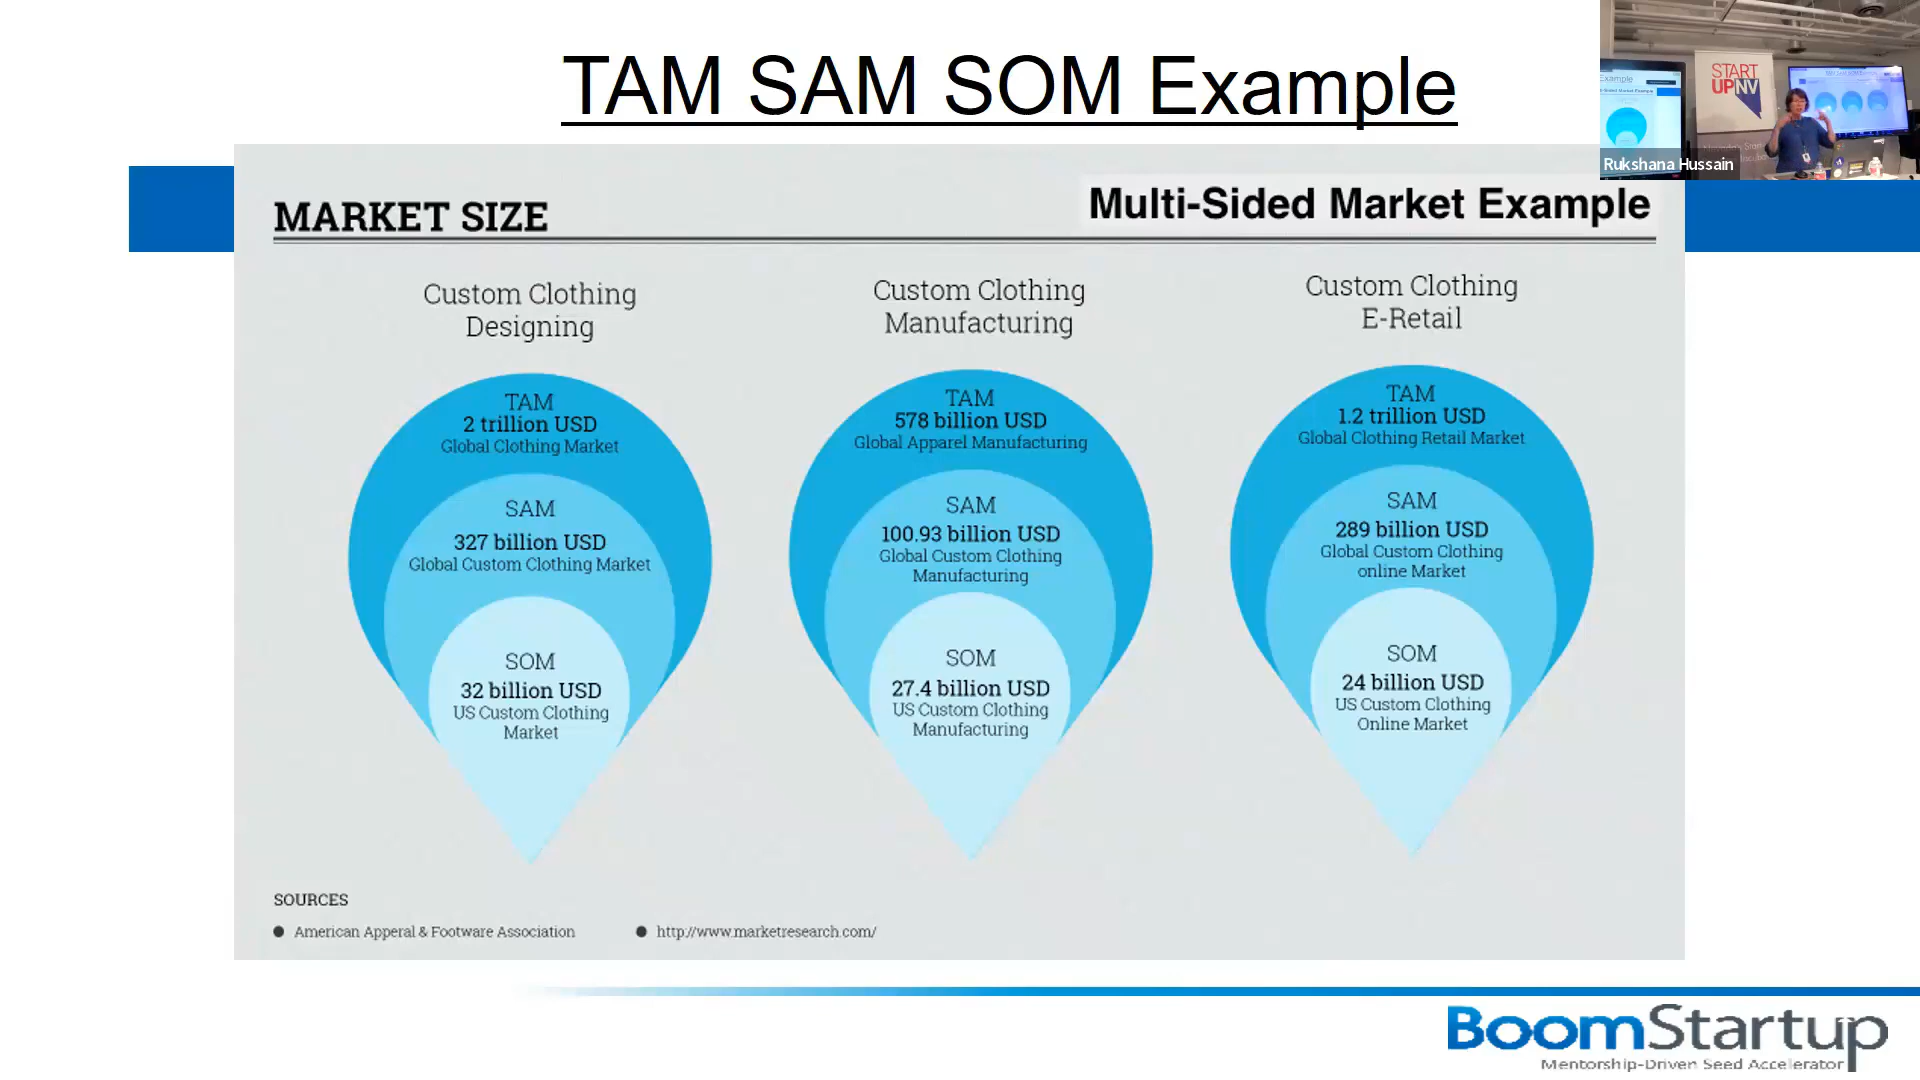 TAM SAM SOM Example
START
UPNV
Rukshana Hussain
MARKET SIZE
Multi-Sided Market Example
Custom Clothing
Designing
TAM
2 trillion USD
Global Clothing Market
SAM
327 billion USD
Global Custom Clothing Market
SOM
32 billion USD
US Custom Clothing
Market
Custom Clothing
Manufacturing
TAM
578 billion USD
Global Apparel Manufacturing
SAM
100.93 billion USD
Global Custom Clothing
Manufacturing
SOM
27.4 billion USD
US Custom Clothing
Manufacturing
Custom Clothing
E-Retail
TAM
1.2 trillion USD
Global Clothing Retail Market
SAM
289 billion USD
Global Custom Clothing
online Market
SOM
24 billion USD
US Custom Clothing
Online Market
SOURCES
American Apperal & Footware Association
http://www.marketresearch.com/
BoomStartup
Mentorship-Driven Seed Accelerator